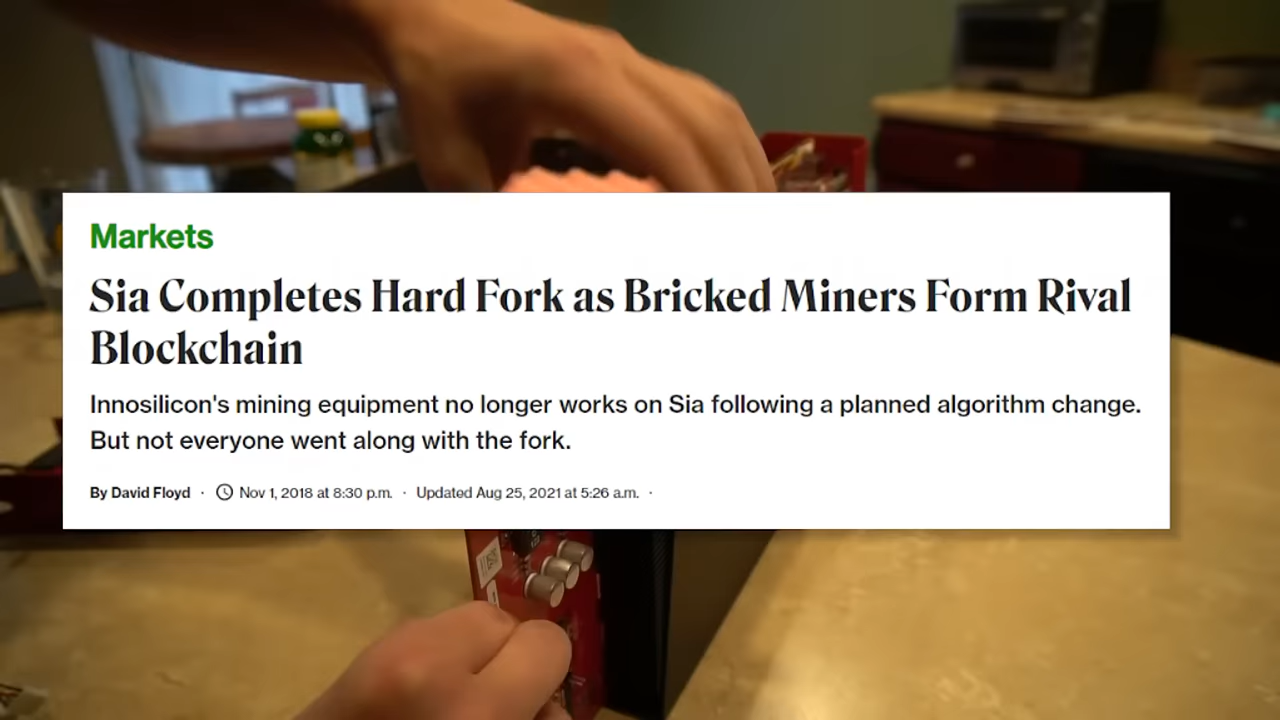 Markets
Sia Completes Hard Fork as Bricked Miners Form Rival
Blockchain
Innosilicon's mining equipment no longer works on Sia following a planned algorithm change.
But not everyone went along with the fork.
By David Floyd · Nov 1, 2018 at 8:30 p.m. · Updated Aug 25, 2021 at 5:26 a.m. ·